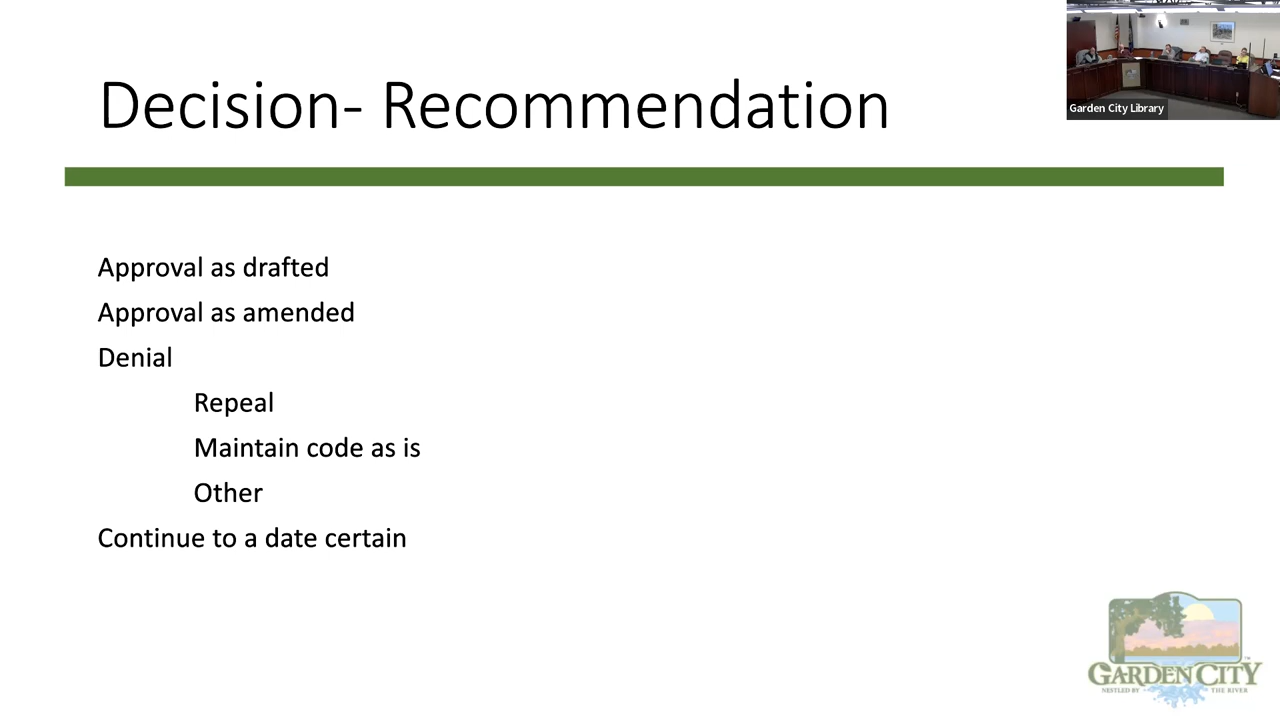 Decision- Recommendation
Garden City Library
Approval as drafted
Approval as amended
Denial
Repeal
Maintain code as is
Other
Continue to a date certain
GARDEN CITY
NESTLED BY THE RIVER